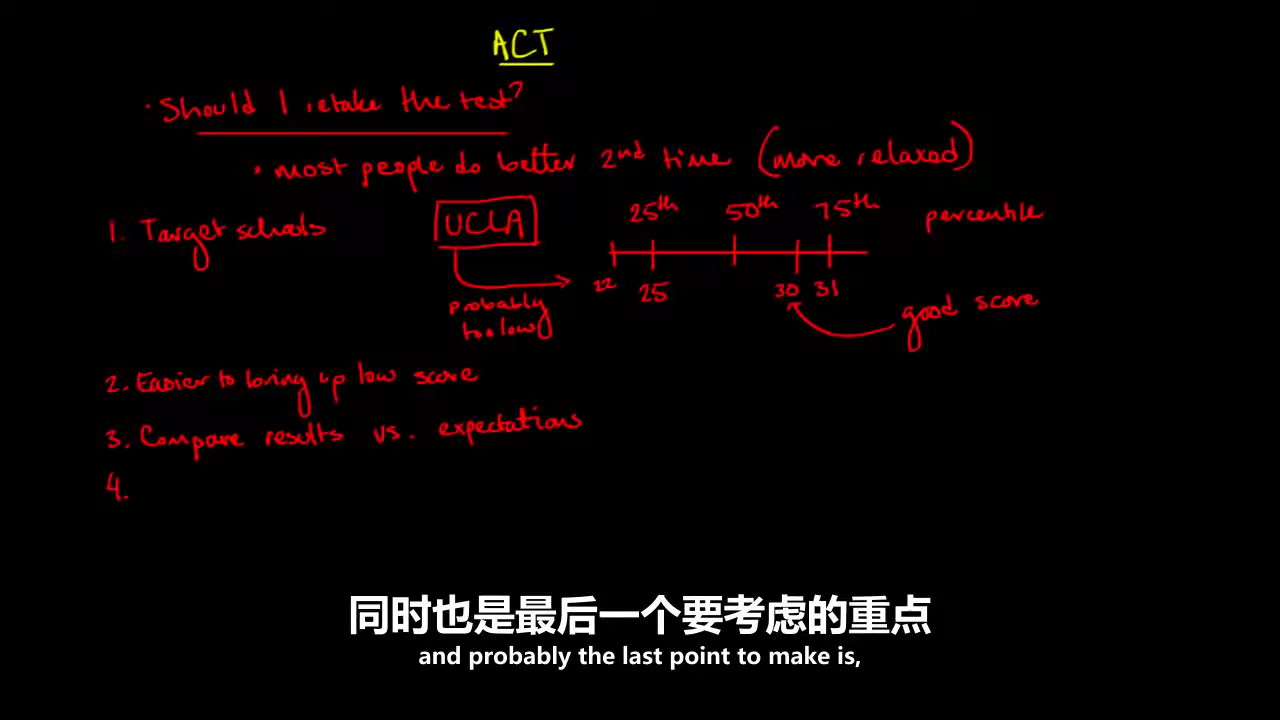 ACT
· Should I retake the test?
· most people do better 2nd time (more relaxed)
1. Target schools
UCLA
25th 50th 75th percentile
22 25 30 31
probably
too low
good score
2. Easier to bring up low score
3. Compare results vs. expectations
4.
同时也是最后一个要考虑的重点
and probably the last point to make is,